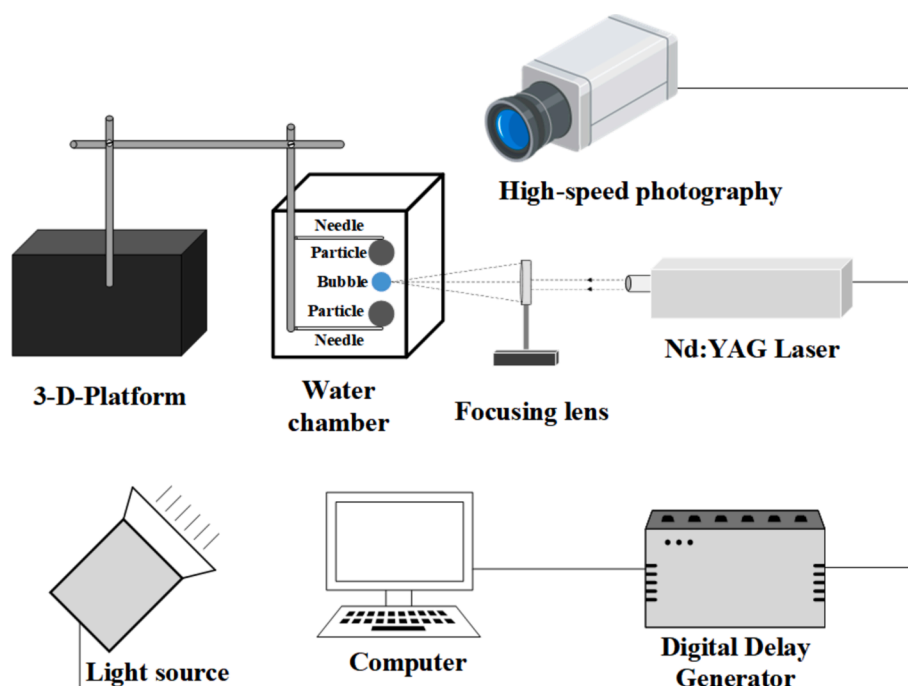 High-speed photography
Needle
Particle
Bubble
Particle
Needle
3-D-Platform
Water
chamber
Focusing lens
Nd:YAG Laser
Light source
Computer
Digital Delay
Generator